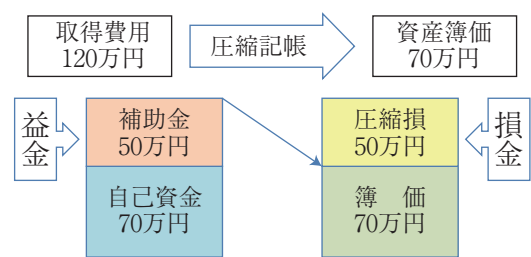 取得費用
120万円
圧縮記帳
資産簿価
70万円
益金
補助金
50万円
自己資金
70万円
圧縮損
50万円
簿 価
70万円
損金